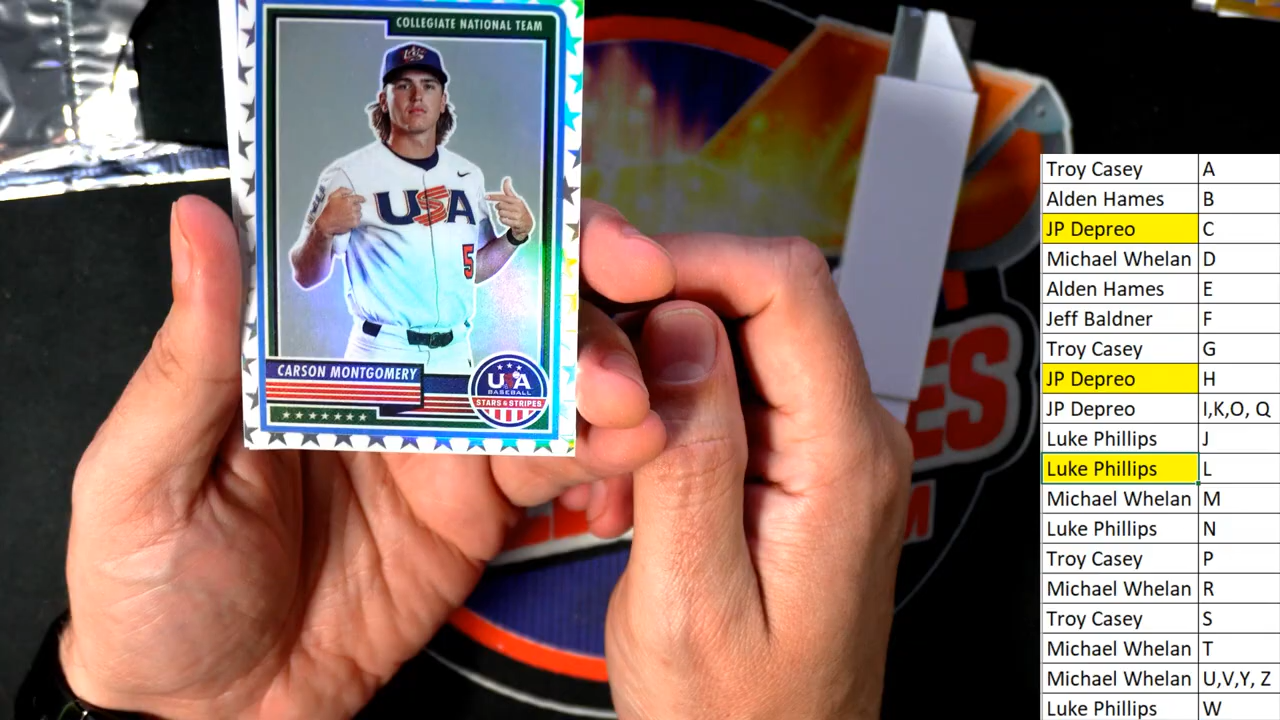 COLLEGIATE NATIONAL TEAM
US
USA
5
CARSON MONTGOMERY
USA
BASEBALL
STARS & STRIPES
ES
M
Troy Casey A
Alden Hames B
JP Depreo C
Michael Whelan D
Alden Hames E
Jeff Baldner F
Troy Casey G
JP Depreo H
JP Depreo I,K,O, Q
Luke Phillips J
Luke Phillips L
Michael Whelan M
Luke Phillips N
Troy Casey P
Michael Whelan R
Troy Casey S
Michael Whelan T
Michael Whelan U,V,Y, Z
Luke Phillips W